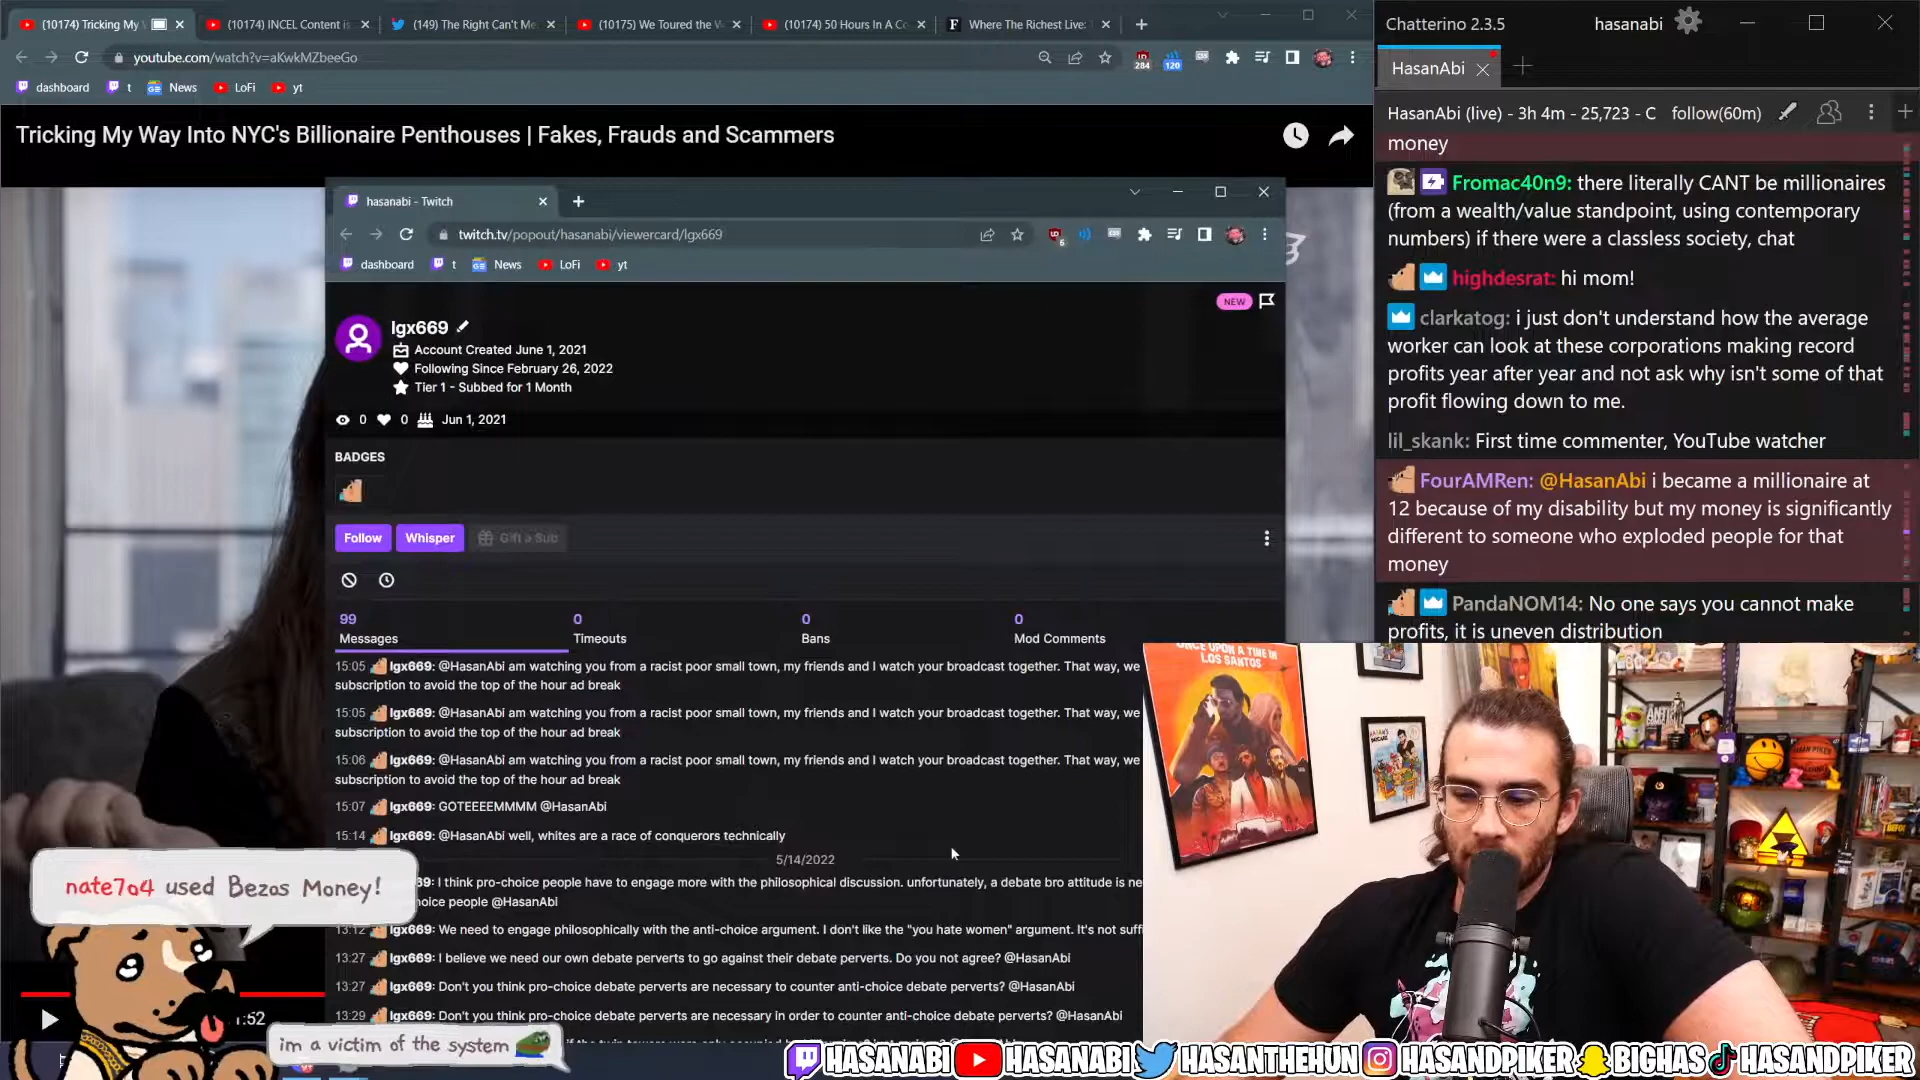 (10174) Tricking My
(10174) INCEL Content is
(149) The Right Can't Me
(10175) We Toured the W
(10174) 50 Hours In A Co
Where The Richest Live:
youtube.com/watch?v=aKwkMZbeeGo
284
120
dashboard
t
News
LoFi
yt
Tricking My Way Into NYC's Billionaire Penthouses | Fakes, Frauds and Scammers
hasanabi - Twitch
twitch.tv/popout/hasanabi/viewercard/lgx669
6
dashboard
t
News
LoFi
yt
NEW
lgx669
Account Created June 1, 2021
Following Since February 26, 2022
Tier 1 - Subbed for 1 Month
0
0
Jun 1, 2021
BADGES
Follow
Whisper
Gift a Sub
99
0
0
0
Messages
Timeouts
Bans
Mod Comments
15:05 lgx669: @HasanAbi am watching you from a racist poor small town, my friends and I watch your broadcast together. That way, we
subscription to avoid the top of the hour ad break
15:05 lgx669: @HasanAbi am watching you from a racist poor small town, my friends and I watch your broadcast together. That way, we
subscription to avoid the top of the hour ad break
15:06 lgx669: @HasanAbi am watching you from a racist poor small town, my friends and I watch your broadcast together. That way, we
subscription to avoid the top of the hour ad break
15:07 lgx669: GOTEEEEMMMM @HasanAbi
15:14 lgx669: @HasanAbi well, whites are a race of conquerors technically
5/14/2022
: I think pro-choice people have to engage more with the philosophical discussion. unfortunately, a debate bro attitude is ne
hoice people @HasanAbi
13:12 lgx669: We need to engage philosophically with the anti-choice argument. I don't like the "you hate women" argument. It's not suff
13:27 lgx669: I believe we need our own debate perverts to go against their debate perverts. Do you not agree? @HasanAbi
13:27 lgx669: Don't you think pro-choice debate perverts are necessary to counter anti-choice debate perverts? @HasanAbi
13:29 lgx669: Don't you think pro-choice debate perverts are necessary in order to counter anti-choice debate perverts? @HasanAbi
nate704 used Bezos Money!
1:52
im a victim of the system
Chatterino 2.3.5
hasanabi
HasanAbi
HasanAbi (live) - 3h 4m - 25,723 - C
follow(60m)
money
Fromac40n9: there literally CANT be millionaires
(from a wealth/value standpoint, using contemporary
numbers) if there were a classless society, chat
highdesrat: hi mom!
clarkatog: i just don't understand how the average
worker can look at these corporations making record
profits year after year and not ask why isn't some of that
profit flowing down to me.
lil_skank: First time commenter, YouTube watcher
FourAMRen: @HasanAbi i became a millionaire at
12 because of my disability but my money is significantly
different to someone who exploded people for that
money
PandaNOM14: No one says you cannot make
profits, it is uneven distribution
ONCE UPON A TIME IN
LOS SANTOS
HASANABI
HASANABI
HASANTHEHUN
HASANDPIKER
BIGHAS
HASANDPIKER